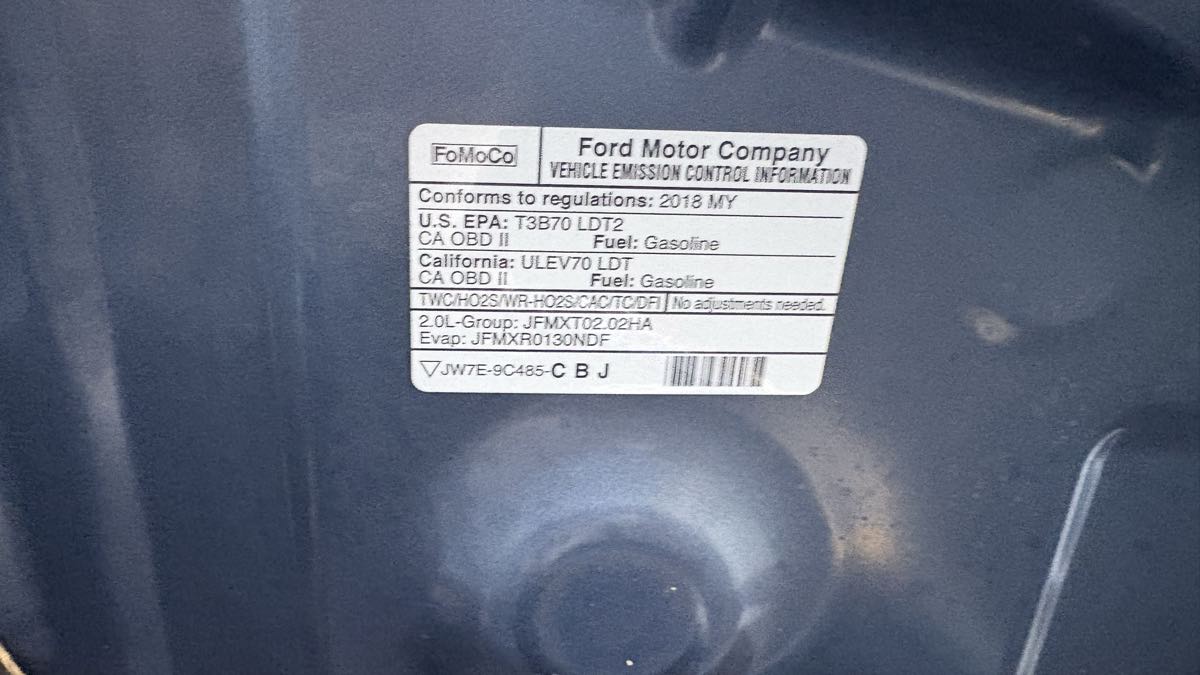 FoMoCo
Ford Motor Company
VEHICLE EMISSION CONTROL INFORMATION
Conforms to regulations: 2018 MY
U.S. EPA: T3B70 LDT2
CA OBD II Fuel: Gasoline
California: ULEV70 LDT
CA OBD II Fuel: Gasoline
TWC/HO2S/WR-HO2S/CAC/TC/DFI No adjustments needed.
2.0L-Group: JFMXT02.02HA
Evap: JFMXR0130NDF
JW7E-9C485-C B J